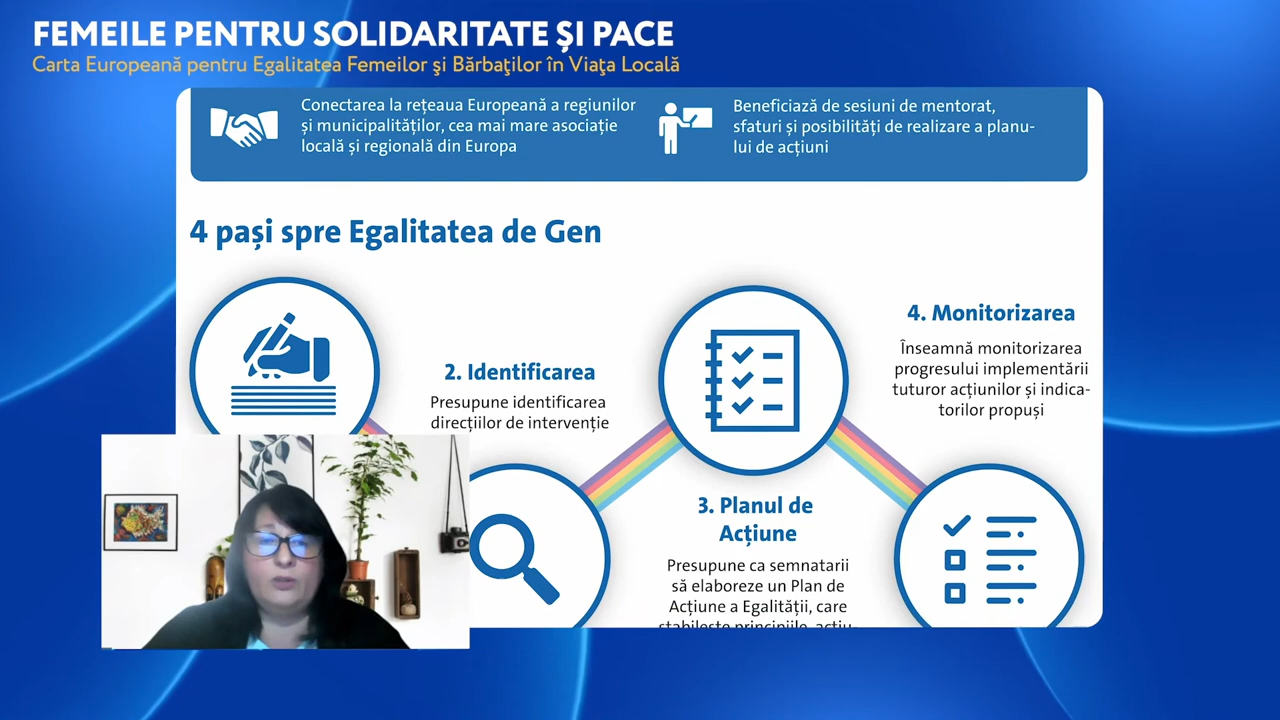 FEMEILE PENTRU SOLIDARITATE ȘI PACE
Carta Europeană pentru Egalitatea Femeilor şi Bărbaţilor în Viaţa Locală
Conectarea la rețeaua Europeană a regiunilor
și municipalităților, cea mai mare asociație
locală și regională din Europa
Beneficiază de sesiuni de mentorat,
sfaturi și posibilități de realizare a planu-
lui de acțiuni
4 pași spre Egalitatea de Gen
2. Identificarea
Presupune identificarea
direcțiilor de intervenție
3. Planul de
Acțiune
Presupune ca semnatarii
să elaboreze un Plan de
Acțiune a Egalității, care
stabilește principiile, acțiu-
4. Monitorizarea
Înseamnă monitorizarea
progresului implementării
tuturor acțiunilor și indica-
torilor propuși